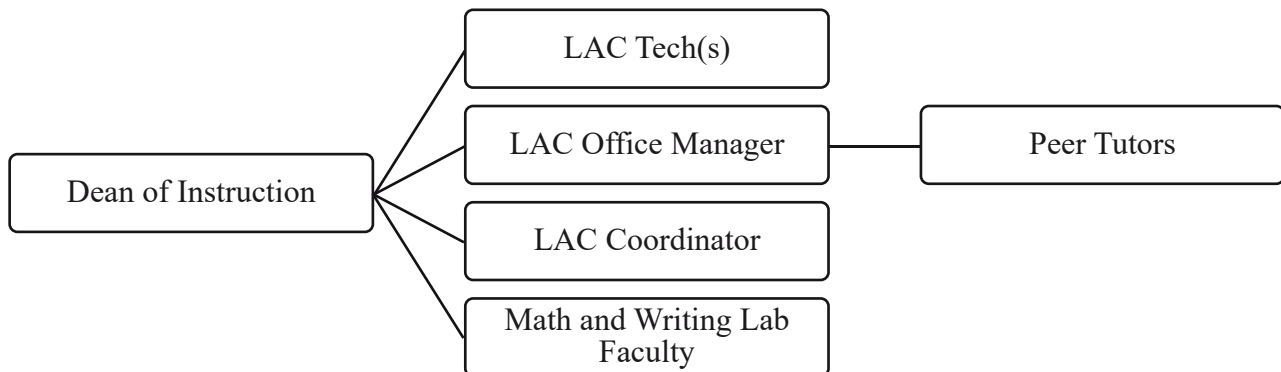 LAC Tech(s)
LAC Office Manager
Peer Tutors
Dean of Instruction
LAC Coordinator
Math and Writing Lab
Faculty